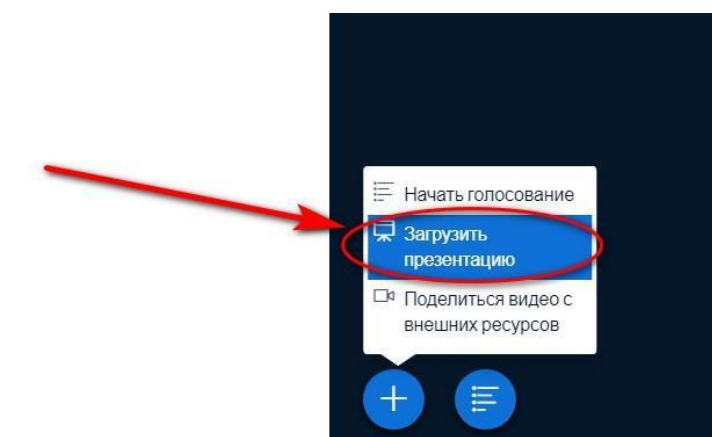 Начать голосование
Загрузить
презентацию
Поделиться видео с
внешних ресурсов